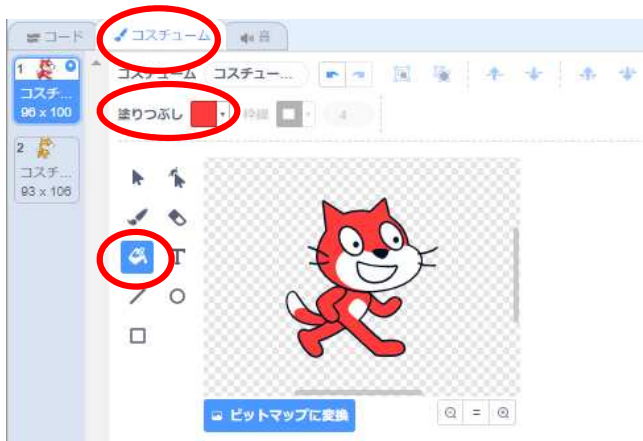 コード コスチューム 音
1
コスチ...
96 x 100
2
コスチ...
93 x 106
コスチューム コスチュー...
塗りつぶし 枠線 4
T
ビットマップに変換
=